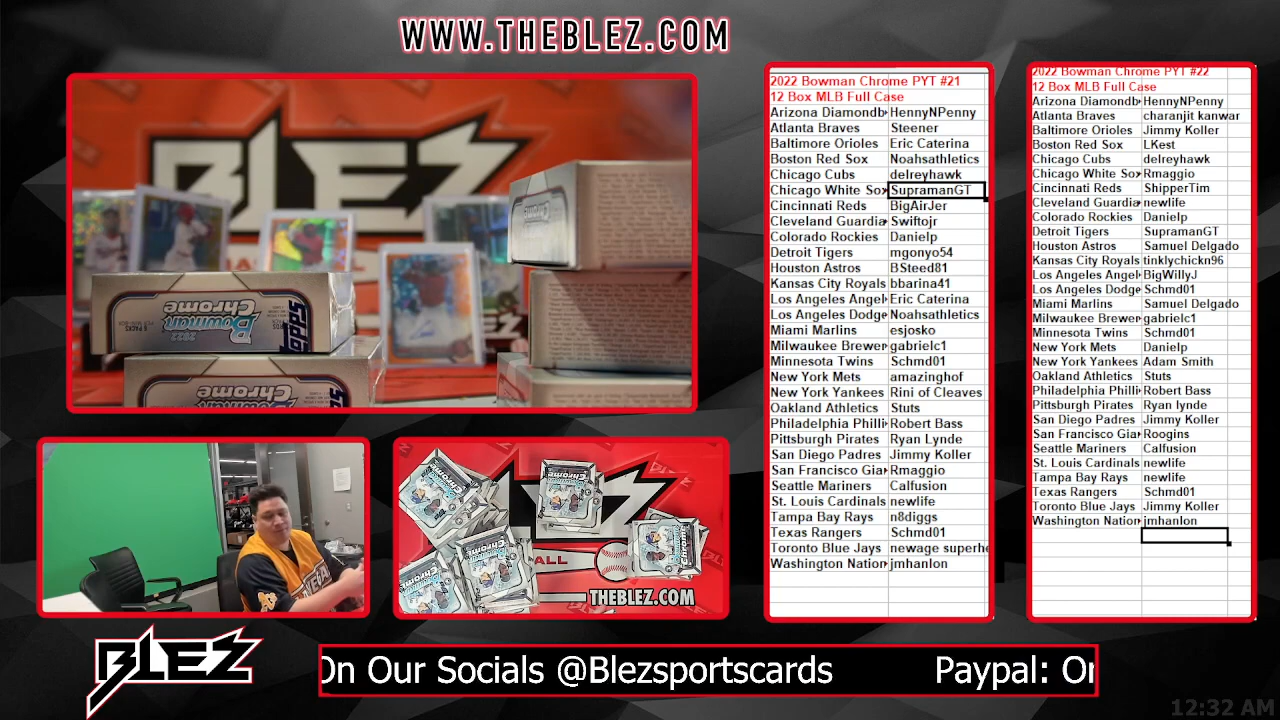 WWW.THEBLEZ.COM
BLEZ
2022
Bowman
Chrome
topps
Bowman
Chrome
BALL
THEBLEZ.COM
2022 Bowman Chrome PYT #21
12 Box MLB Full Case
Arizona Diamondb HennyNPenny
Atlanta Braves Steener
Baltimore Orioles Eric Caterina
Boston Red Sox Noahsathletics
Chicago Cubs delreyhawk
Chicago White Sox SupramanGT
Cincinnati Reds BigAirJer
Cleveland Guardia Swiftojr
Colorado Rockies Danielp
Detroit Tigers mgonyo54
Houston Astros BSteed81
Kansas City Royals bbarina41
Los Angeles Angel Eric Caterina
Los Angeles Dodge Noahsathletics
Miami Marlins esjosko
Milwaukee Brewer gabrielc1
Minnesota Twins Schmd01
New York Mets amazinghof
New York Yankees Rini of Cleaves
Oakland Athletics Stuts
Philadelphia Philli Robert Bass
Pittsburgh Pirates Ryan Lynde
San Diego Padres Jimmy Koller
San Francisco Gia Rmaggio
Seattle Mariners Calfusion
St. Louis Cardinals newlife
Tampa Bay Rays n8diggs
Texas Rangers Schmd01
Toronto Blue Jays newage superhe
Washington Nation jmhanlon
2022 Bowman Chrome PYT #22
12 Box MLB Full Case
Arizona Diamondb HennyNPenny
Atlanta Braves charanjit kanwar
Baltimore Orioles Jimmy Koller
Boston Red Sox LKest
Chicago Cubs delreyhawk
Chicago White Sox Rmaggio
Cincinnati Reds ShipperTim
Cleveland Guardia newlife
Colorado Rockies Danielp
Detroit Tigers SupramanGT
Houston Astros Samuel Delgado
Kansas City Royals tinklychickn96
Los Angeles Angel BigWillyJ
Los Angeles Dodge Schmd01
Miami Marlins Samuel Delgado
Milwaukee Brewer gabrielc1
Minnesota Twins Schmd01
New York Mets Danielp
New York Yankees Adam Smith
Oakland Athletics Stuts
Philadelphia Philli Robert Bass
Pittsburgh Pirates Ryan lynde
San Diego Padres Jimmy Koller
San Francisco Gia Roogins
Seattle Mariners Calfusion
St. Louis Cardinals newlife
Tampa Bay Rays newlife
Texas Rangers Schmd01
Toronto Blue Jays Jimmy Koller
Washington Nation jmhanlon
BLEZ
On Our Socials @Blezsportscards Paypal: Or
12:32 AM